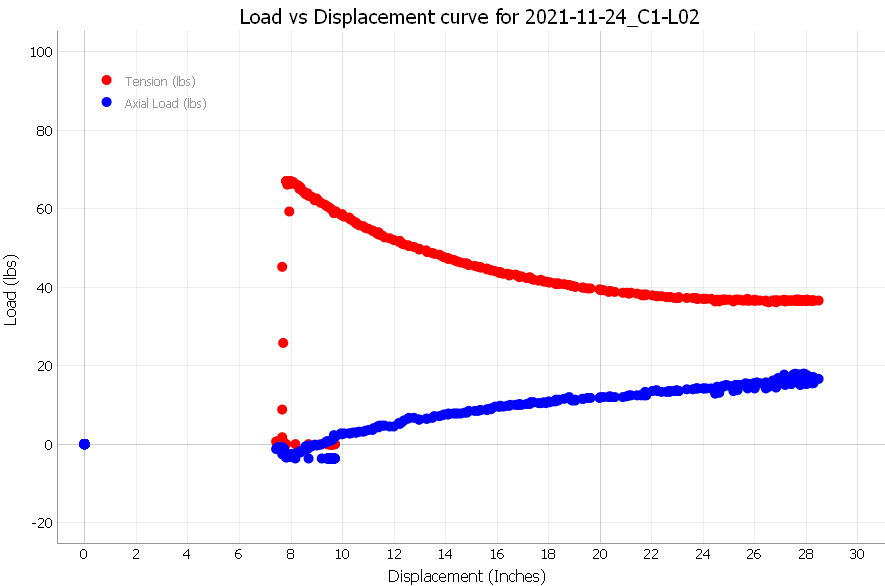 Load vs Displacement curve for 2021-11-24_C1-L02
100
Tension (lbs)
Axial Load (lbs)
80
60
Load (lbs)
40
20
0
-20
0 2 4 6 8 10 12 14 16 18 20 22 24 26 28 30
Displacement (Inches)